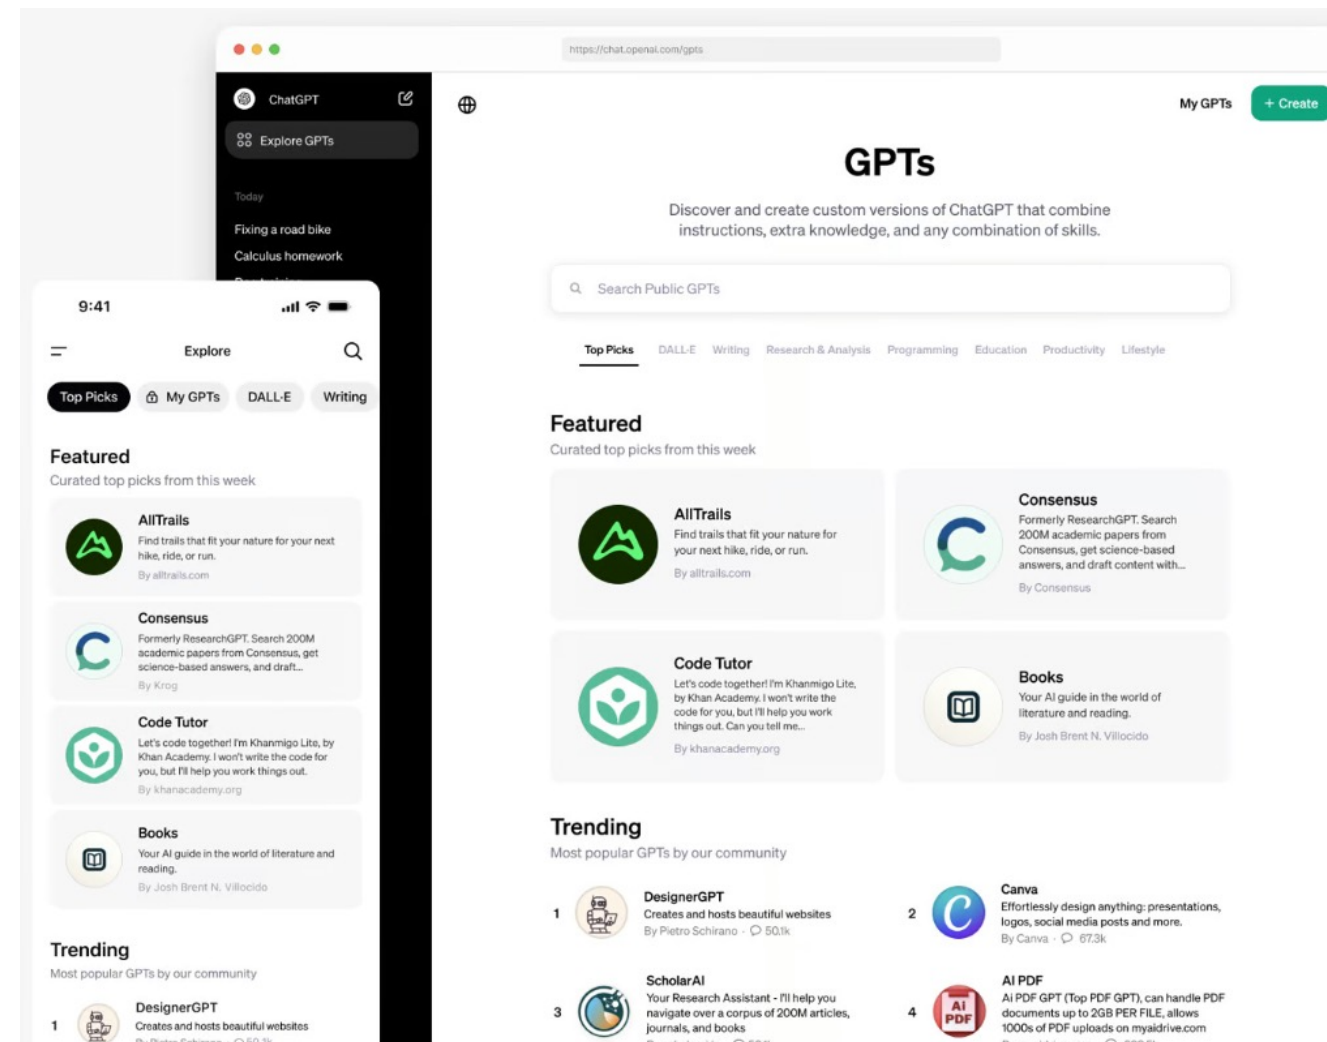 https://chat.openai.com/gpts
ChatGPT
Explore GPTs
Today
Fixing a road bike
Calculus homework
My GPTs
+ Create
GPTs
Discover and create custom versions of ChatGPT that combine
instructions, extra knowledge, and any combination of skills.
Search Public GPTs
Top Picks DALL·E Writing Research & Analysis Programming Education Productivity Lifestyle
Featured
Curated top picks from this week
AllTrails
Find trails that fit your nature for
your next hike, ride, or run.
By alltrails.com
Consensus
Formerly ResearchGPT. Search
200M academic papers from
Consensus, get science-based
answers, and draft content with...
By Consensus
Code Tutor
Let's code together! I'm Khanmigo Lite,
by Khan Academy. I won't write the
code for you, but I'll help you work
things out. Can you tell me...
By khanacademy.org
Books
Your AI guide in the world of
literature and reading.
By Josh Brent N. Villocido
Trending
Most popular GPTs by our community
1
DesignerGPT
Creates and hosts beautiful websites
By Pietro Schirano · 50.1k
2
Canva
Effortlessly design anything: presentations,
logos, social media posts and more.
By Canva · 67.3k
3
ScholarAI
Your Research Assistant - I'll help you
navigate over a corpus of 200M articles,
journals, and books
4
Ai
PDF
AI PDF
Ai PDF GPT (Top PDF GPT), can handle PDF
documents up to 2GB PER FILE, allows
1000s of PDF uploads on myaidrive.com
9:41
Explore
Top Picks My GPTs DALL·E Writing
Featured
Curated top picks from this week
AllTrails
Find trails that fit your nature for your next
hike, ride, or run.
By alltrails.com
Consensus
Formerly ResearchGPT. Search 200M
academic papers from Consensus, get
science-based answers, and draft...
By Krog
Code Tutor
Let's code together! I'm Khanmigo Lite, by
Khan Academy. I won't write the code for
you, but I'll help you work things out.
By khanacademy.org
Books
Your AI guide in the world of literature and
reading.
By Josh Brent N. Villocido
Trending
Most popular GPTs by our community
1
DesignerGPT
Creates and hosts beautiful websites